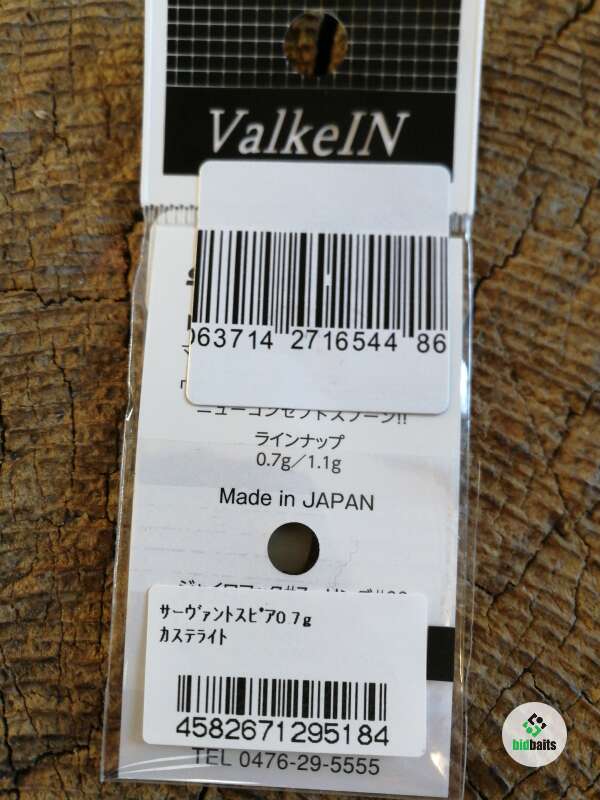 ValkeIN
063714 2716544 86
ニューコンセプトスプーン!!
ラインナップ
0.7g/1.1g
Made in JAPAN
サーヴァントスピア0.7g
カステライト
4582671295184
TEL 0476-29-5555
bidbaits